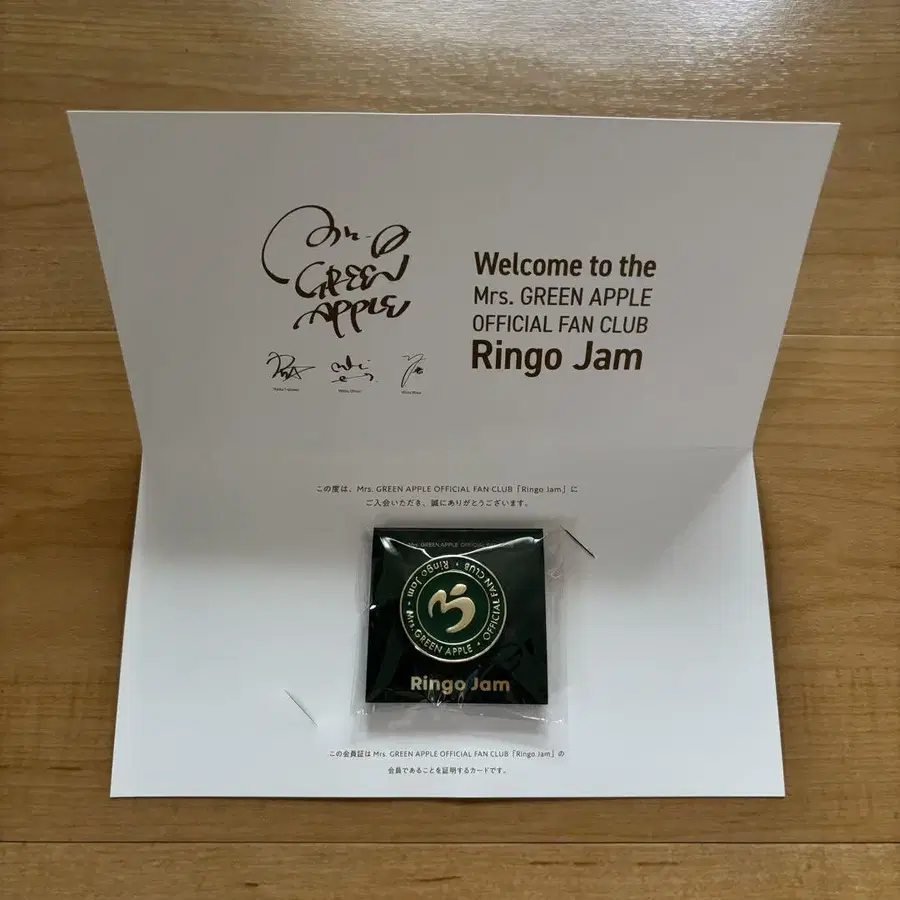 Mrs.
GREEN
APPLE
Welcome to the
Mrs. GREEN APPLE
OFFICIAL FAN CLUB
Ringo Jam
この度は、Mrs. GREEN APPLE OFFICIAL FAN CLUB「Ringo Jam」に
ご入会いただき、誠にありがとうございます。
Mrs. GREEN APPLE OFFICIAL
Ringo Jam • Mrs. GREEN APPLE • OFFICIAL FAN CLUB •
Ringo Jam
この会員証は Mrs. GREEN APPLE OFFICIAL FAN CLUB「Ringo Jam」の
会員であることを証明するカードです。